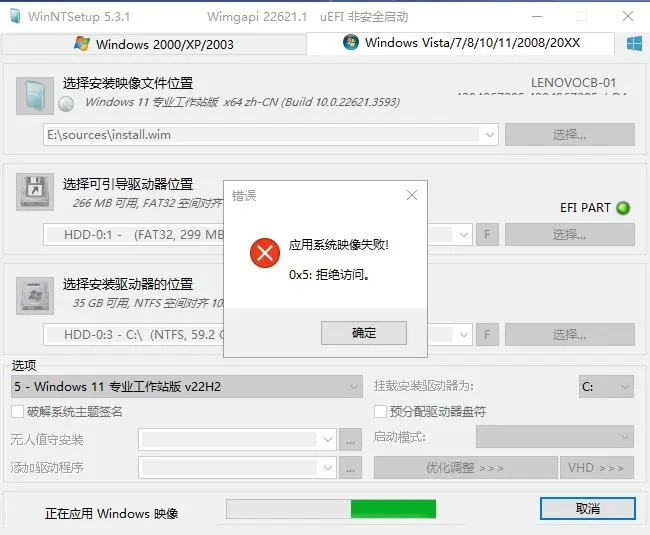 WinNTSetup 5.3.1 Wimgapi 22621.1 uEFI 非安全启动
Windows 2000/XP/2003 Windows Vista/7/8/10/11/2008/20XX
选择安装映像文件位置 LENOVOCB-01
Windows 11 专业工作站版 x64 zh-CN (Build 10.0.22621.3593)
E:\sources\install.wim 选择...
选择可引导驱动器位置
266 MB 可用, FAT32 空间对齐 EFI PART
HDD-0:1 - (FAT32, 299 MB F 选择...
选择安装驱动器的位置
35 GB 可用, NTFS 空间对齐 10
HDD-0:3 - C:\ (NTFS, 59.2 F 选择...
错误
应用系统映像失败!
0x5: 拒绝访问。
确定
选项
5 - Windows 11 专业工作站版 v22H2 挂载安装驱动器为: C:
破解系统主题签名 预分配驱动器盘符
无人值守安装 ... 启动模式:
添加驱动程序 ... 优化调整 >>> VHD >>>
正在应用 Windows 映像 取消